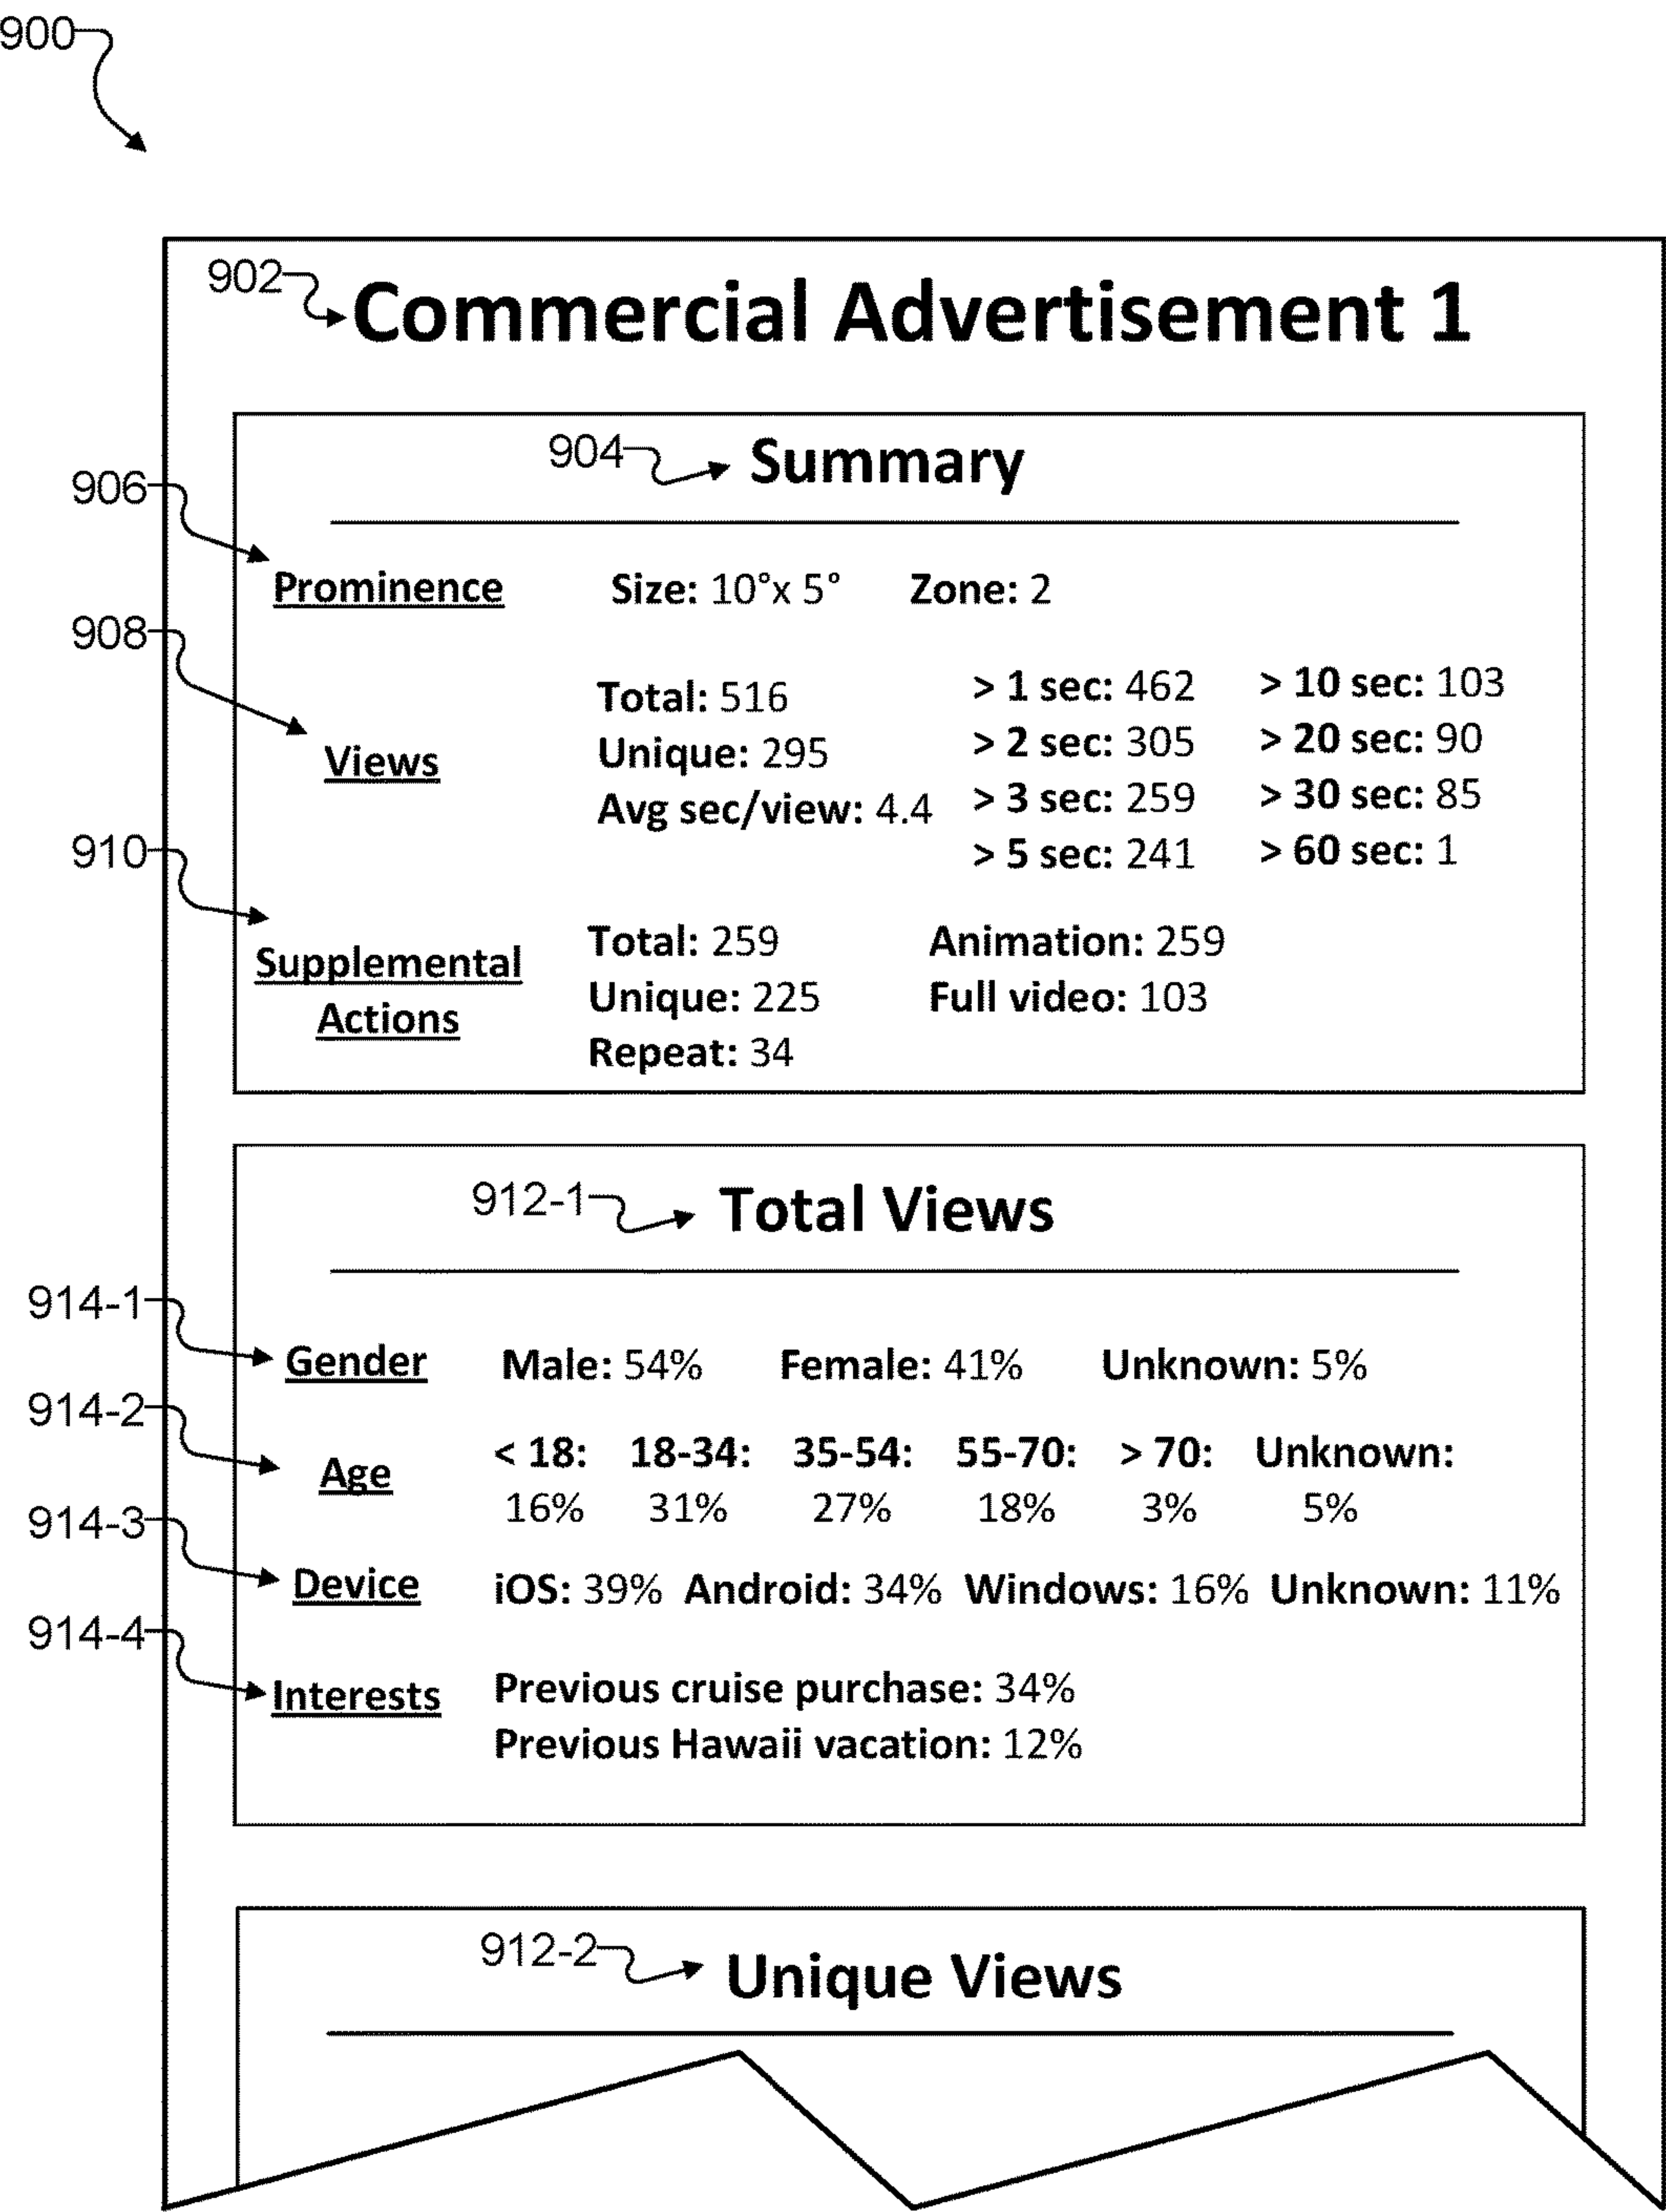 900
902 Commercial Advertisement 1
904 Summary
906
Prominence Size: 10°x 5° Zone: 2
908
Views
Total: 516
Unique: 295
Avg sec/view: 4.4
> 1 sec: 462
> 2 sec: 305
> 3 sec: 259
> 5 sec: 241
> 10 sec: 103
> 20 sec: 90
> 30 sec: 85
> 60 sec: 1
910
Supplemental
Actions
Total: 259
Unique: 225
Repeat: 34
Animation: 259
Full video: 103
912-1 Total Views
914-1
Gender Male: 54% Female: 41% Unknown: 5%
914-2
Age
< 18: 18-34: 35-54: 55-70: > 70: Unknown:
16% 31% 27% 18% 3% 5%
914-3
Device iOS: 39% Android: 34% Windows: 16% Unknown: 11%
914-4
Interests
Previous cruise purchase: 34%
Previous Hawaii vacation: 12%
912-2 Unique Views